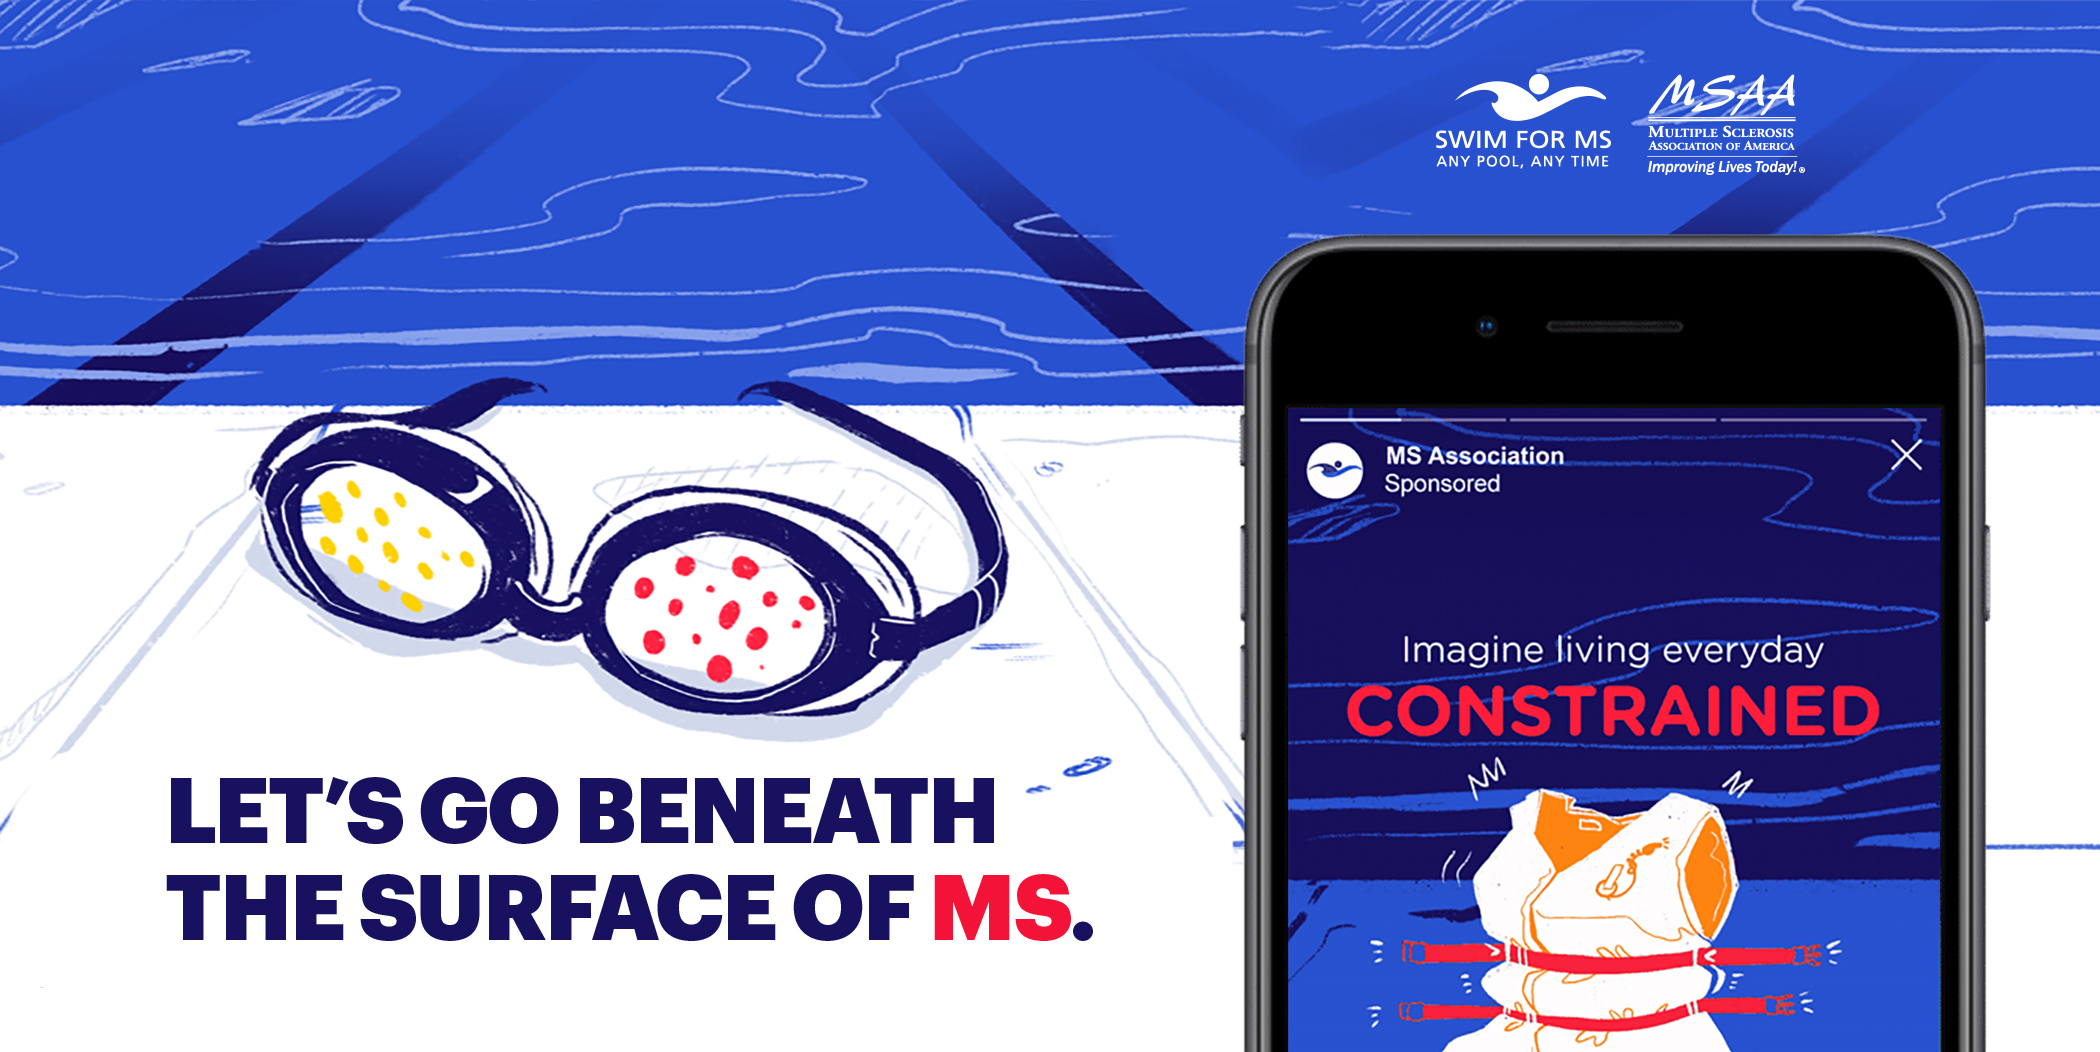 SWIM FOR MS
ANY POOL, ANY TIME
MSAA
MULTIPLE SCLEROSIS
ASSOCIATION OF AMERICA
Improving Lives Today!®
MS Association
Sponsored
Imagine living everyday
CONSTRAINED
LET'S GO BENEATH
THE SURFACE OF MS.